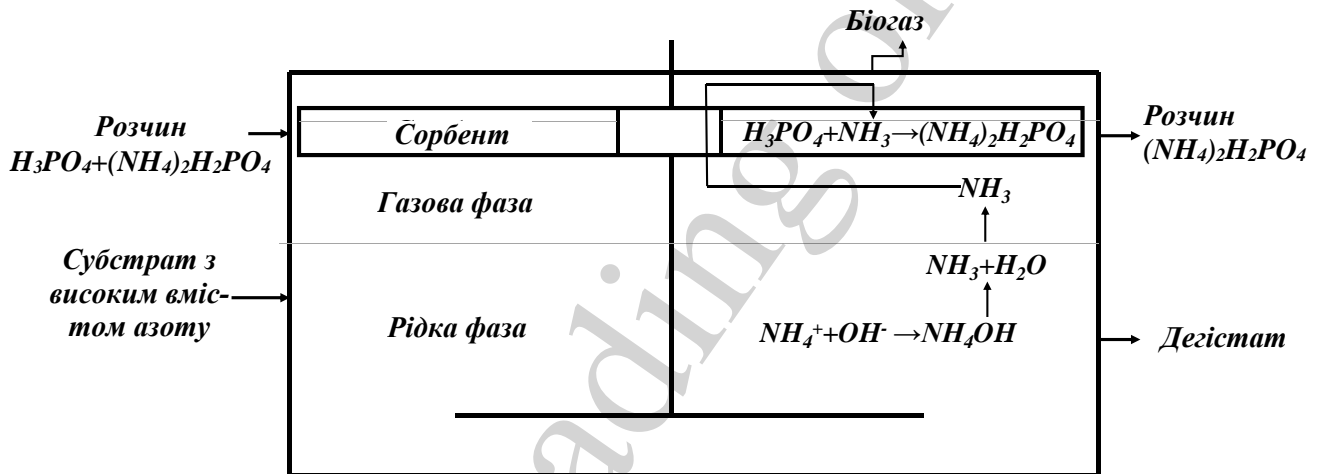 Біогаз
Розчин
H₃PO₄+(NH₄)₂H₂PO₄
Сорбент
H₃PO₄+NH₃→(NH₄)₂H₂PO₄
Розчин
(NH₄)₂H₂PO₄
Газова фаза
NH₃
Субстрат з
високим вміс-
том азоту
NH₃+H₂O
Рідка фаза
NH₄⁺+OH⁻→NH₄OH
Дегістат